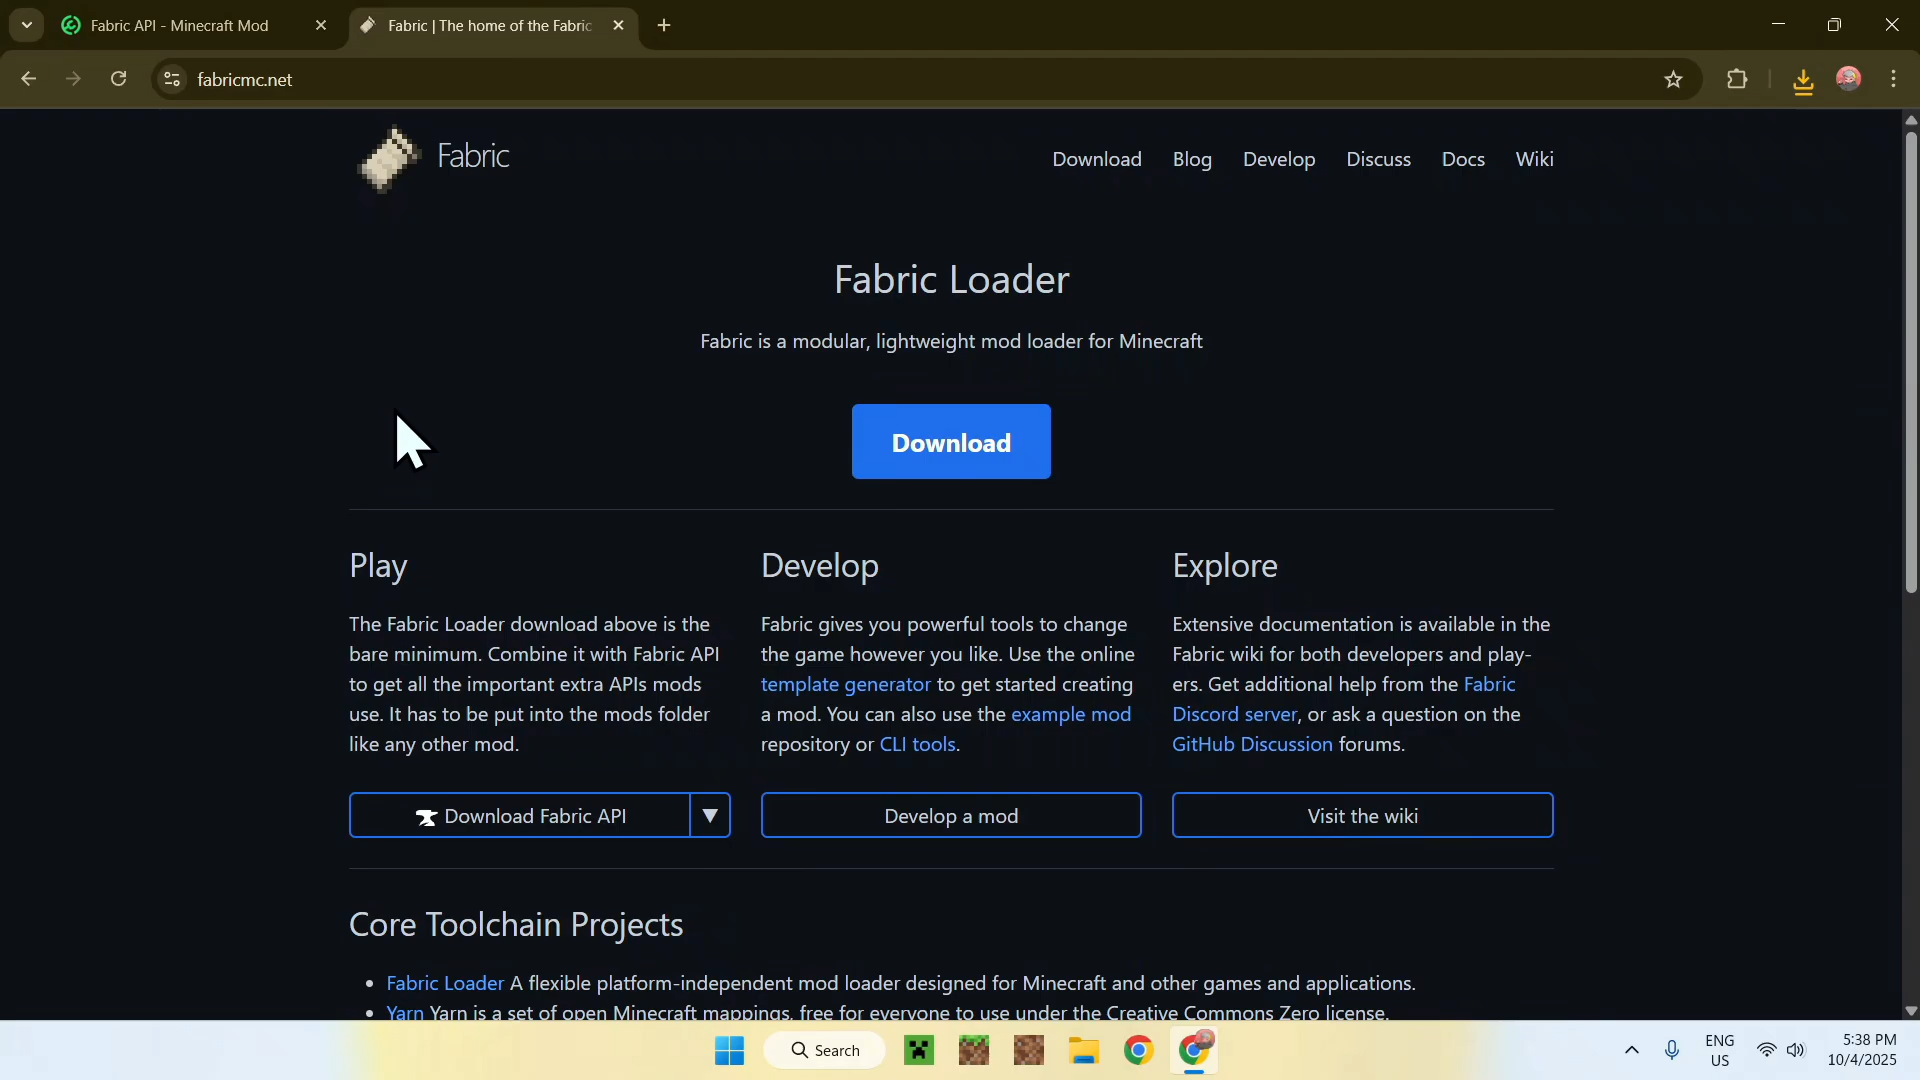 Fabric API - Minecraft Mod
Fabric | The home of the Fabric
fabricmc.net
Fabric
Download
Blog
Develop
Discuss
Docs
Wiki
Fabric Loader
Fabric is a modular, lightweight mod loader for Minecraft
Download
Play
The Fabric Loader download above is the
bare minimum. Combine it with Fabric API
to get all the important extra APIs mods
use. It has to be put into the mods folder
like any other mod.
Download Fabric API
Develop
Fabric gives you powerful tools to change
the game however you like. Use the online
template generator to get started creating
a mod. You can also use the example mod
repository or CLI tools.
Develop a mod
Explore
Extensive documentation is available in the
Fabric wiki for both developers and play-
ers. Get additional help from the Fabric
Discord server, or ask a question on the
GitHub Discussion forums.
Visit the wiki
Core Toolchain Projects
• Fabric Loader A flexible platform-independent mod loader designed for Minecraft and other games and applications.
• Yarn Yarn is a set of open Minecraft mappings, free for everyone to use under the Creative Commons Zero license.
Search
ENG
US
5:38 PM
10/4/2025